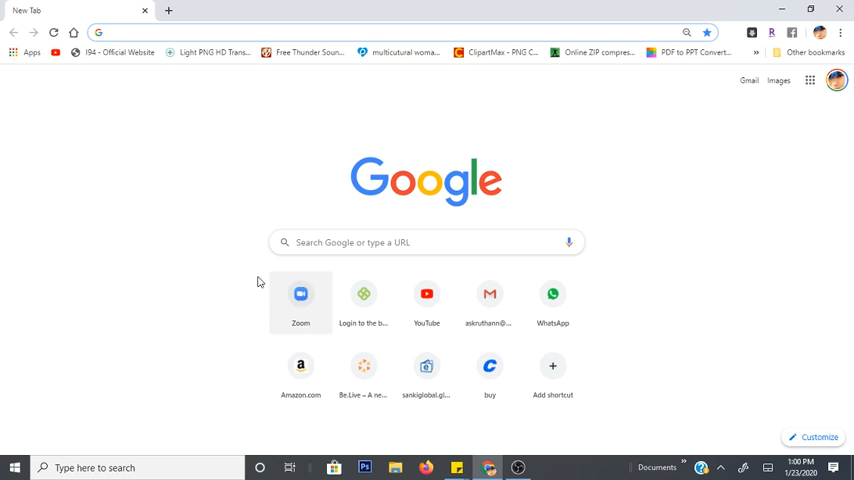 New Tab
Apps
I94 - Official Website
Light PNG HD Trans...
Free Thunder Soun...
multicutural woma...
ClipartMax - PNG C...
Online ZIP compres...
PDF to PPT Convert...
»
Other bookmarks
Gmail
Images
Google
Search Google or type a URL
Zoom
Login to the b...
YouTube
askruthann@...
WhatsApp
Amazon.com
Be.Live – A ne...
sankiglobal.gl...
buy
Add shortcut
Customize
Type here to search
Ps
Documents
»
1:00 PM
1/23/2020